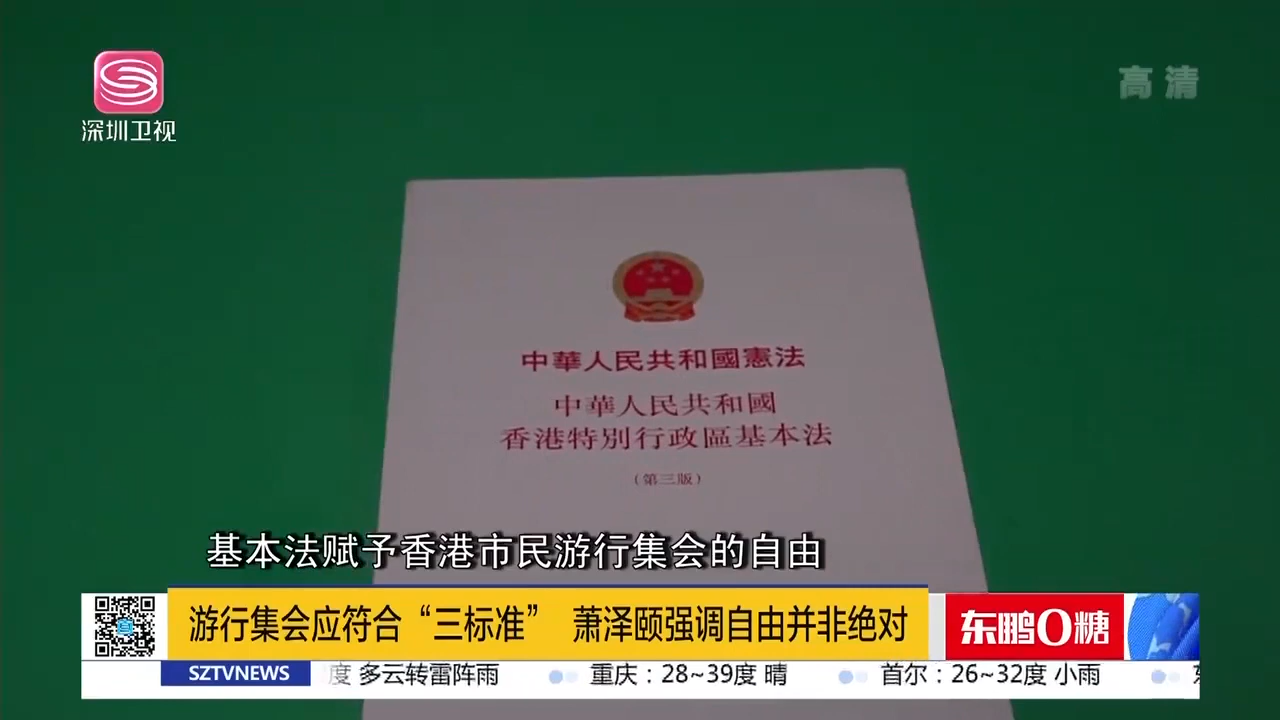 深圳卫视
高清
中華人民共和國憲法
中華人民共和國
香港特別行政區基本法
（第三版）
基本法赋予香港市民游行集会的自由
游行集会应符合“三标准” 萧泽颐强调自由并非绝对
东鹏0糖
SZTVNEWS
度 多云转雷阵雨 重庆：28~39度 晴 首尔：26~32度 小雨